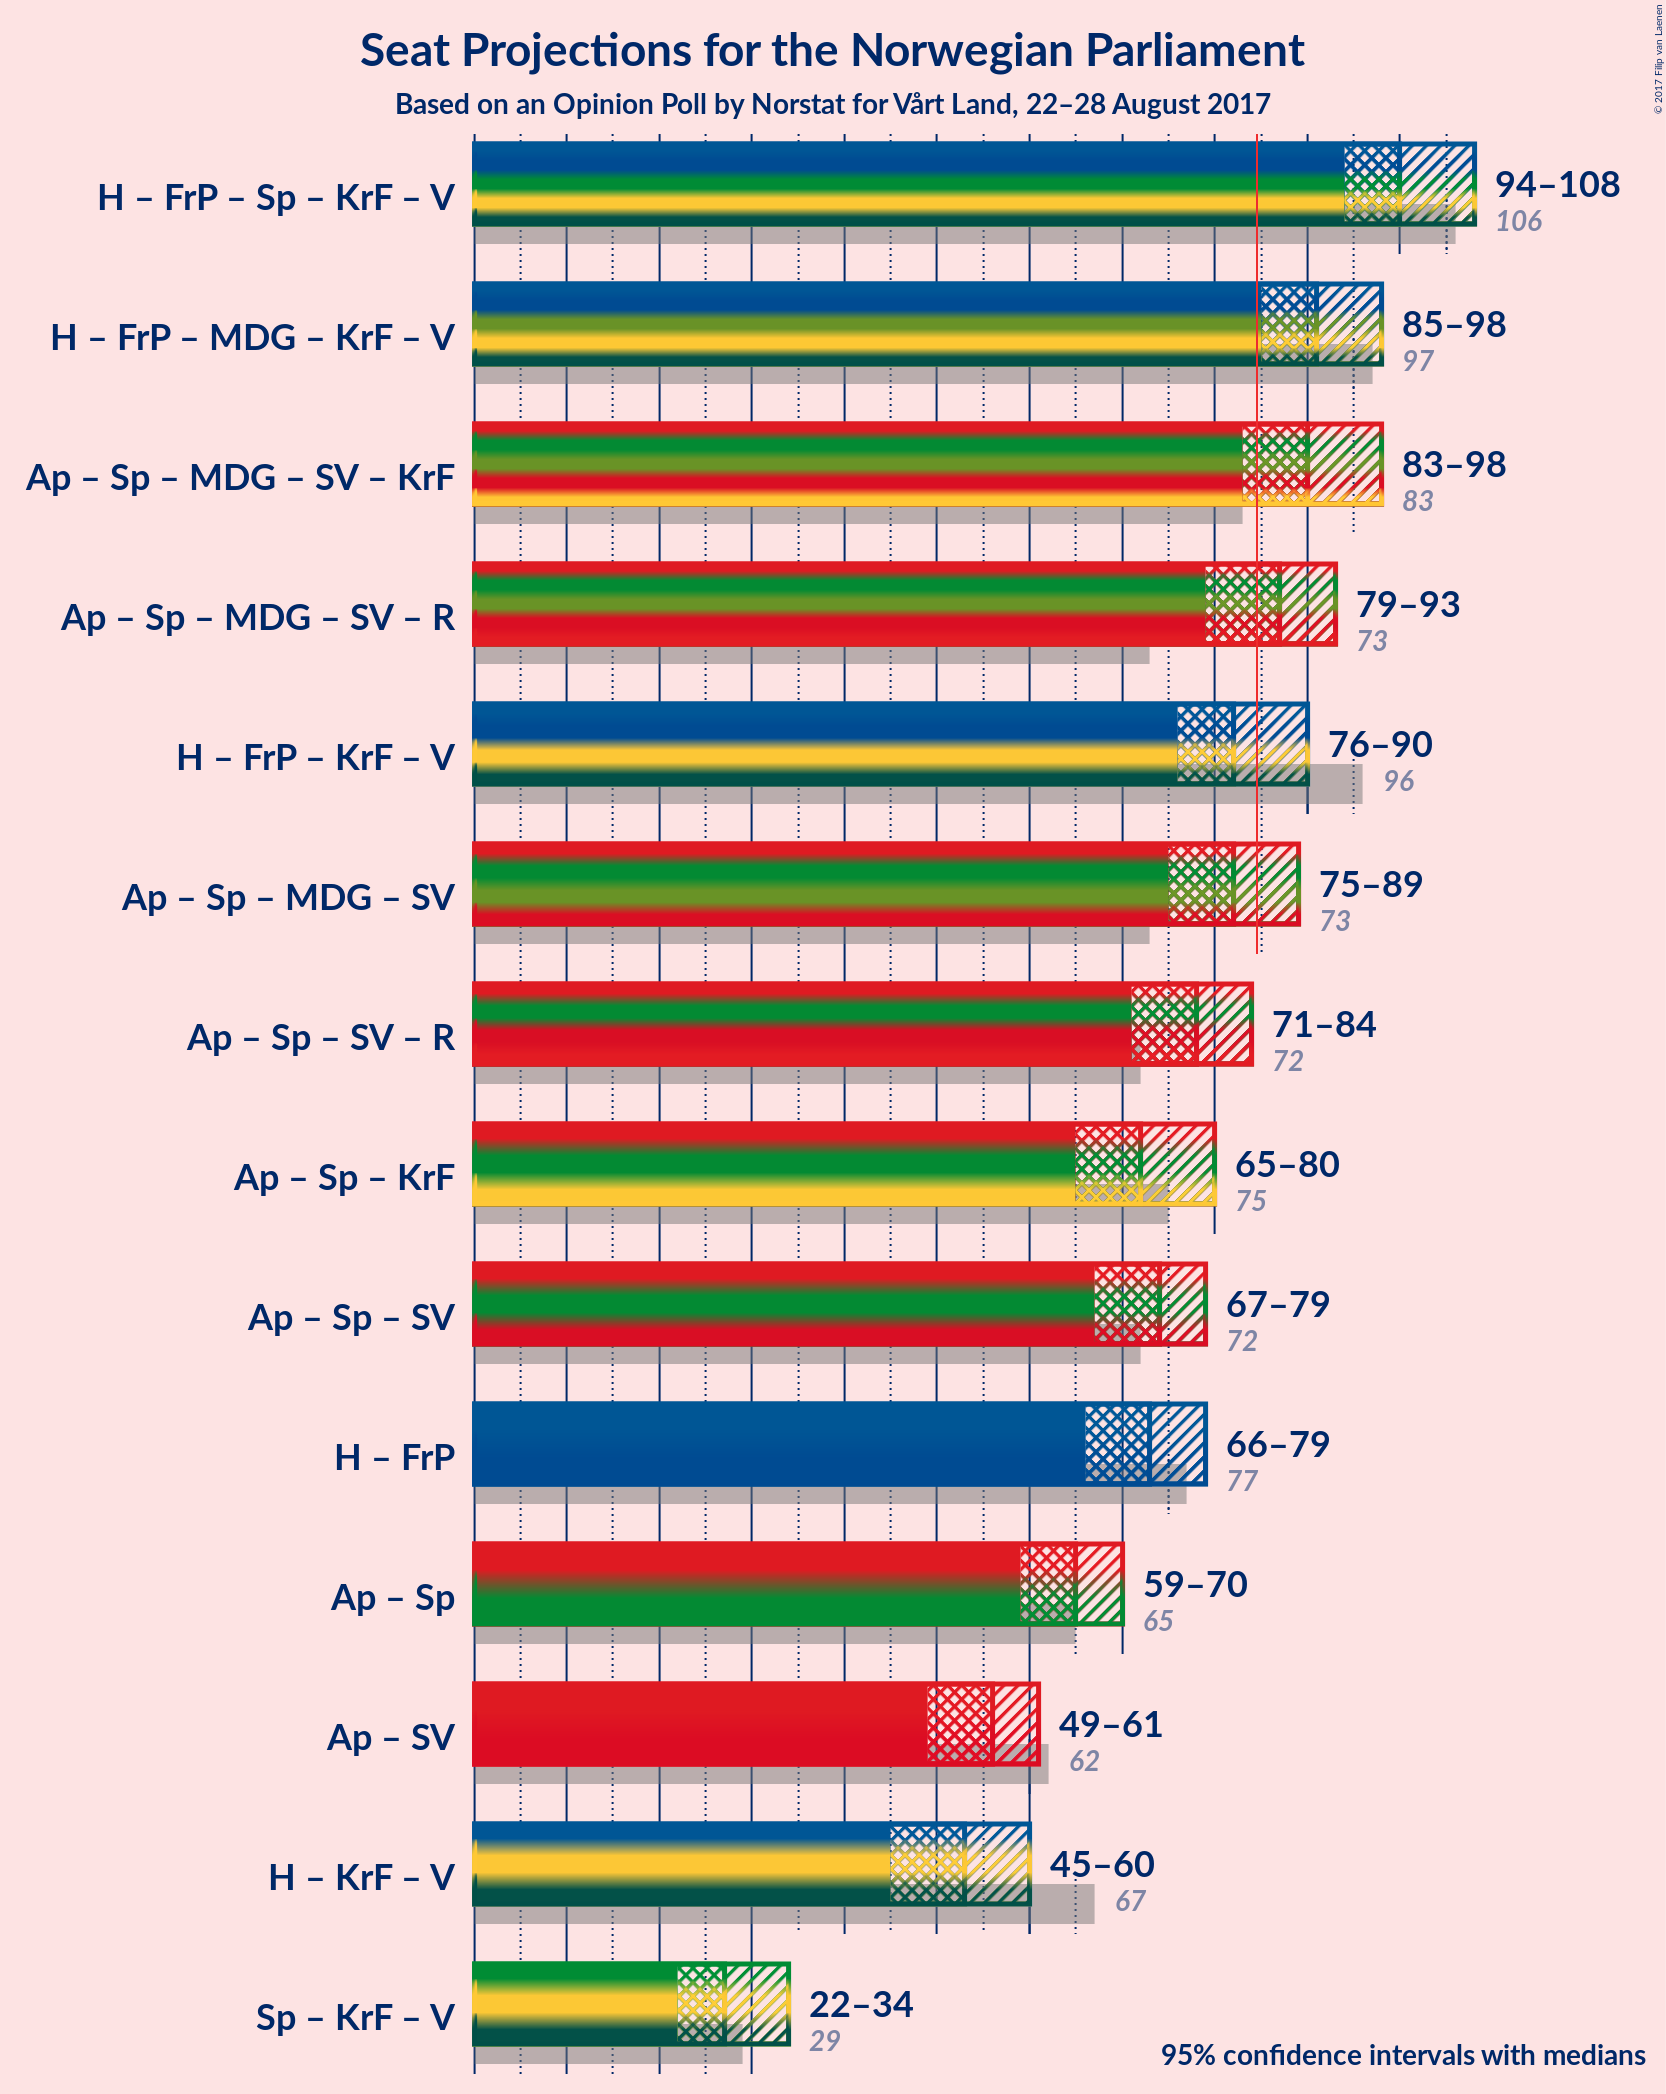 Seat Projections for the Norwegian Parliament
Based on an Opinion Poll by Norstat for Vårt Land, 22–28 August 2017
© 2017 Filip van Laenen
H – FrP – Sp – KrF – V
94–108
106
H – FrP – MDG – KrF – V
85–98
97
Ap – Sp – MDG – SV – KrF
83–98
83
Ap – Sp – MDG – SV – R
79–93
73
H – FrP – KrF – V
76–90
96
Ap – Sp – MDG – SV
75–89
73
Ap – Sp – SV – R
71–84
72
Ap – Sp – KrF
65–80
75
Ap – Sp – SV
67–79
72
H – FrP
66–79
77
Ap – Sp
59–70
65
Ap – SV
49–61
62
H – KrF – V
45–60
67
Sp – KrF – V
22–34
29
95% confidence intervals with medians